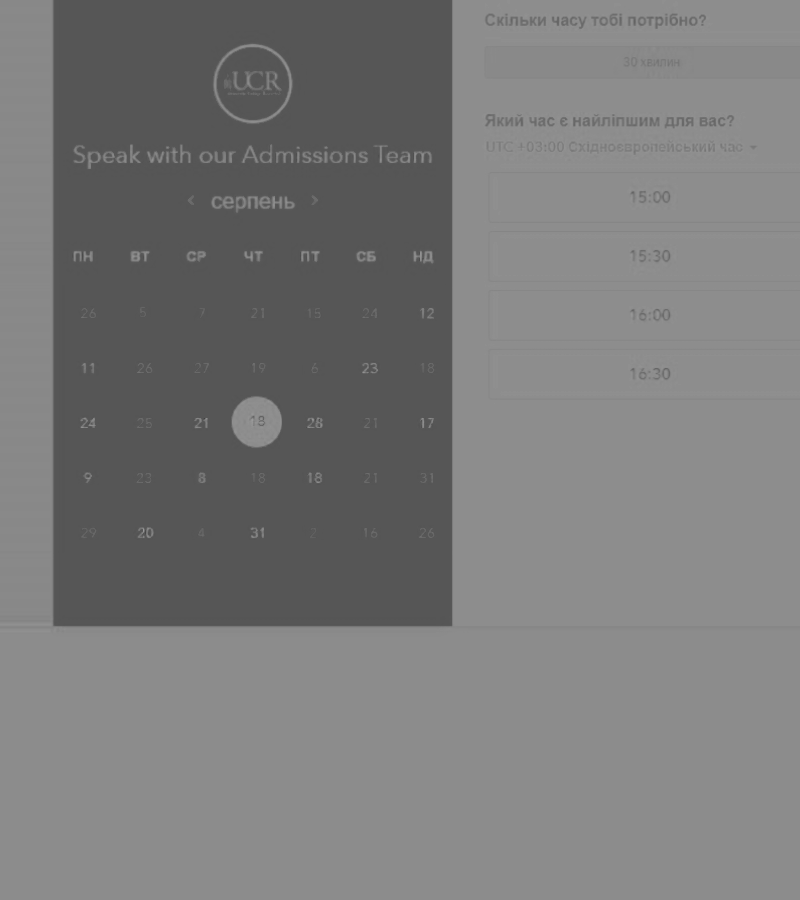 UCR
Speak with our Admissions Team
‹ серпень ›
ПН ВТ СР ЧТ ПТ СБ НД
26 5 7 21 15 24 12
11 26 27 19 6 23 18
24 25 21 18 28 21 17
9 23 8 18 18 21 31
29 20 4 31 2 16 26
Скільки часу тобі потрібно?
30 хвилин
Який час є найліпшим для вас?
UTC +03:00 Східноєвропейський час
15:00
15:30
16:00
16:30